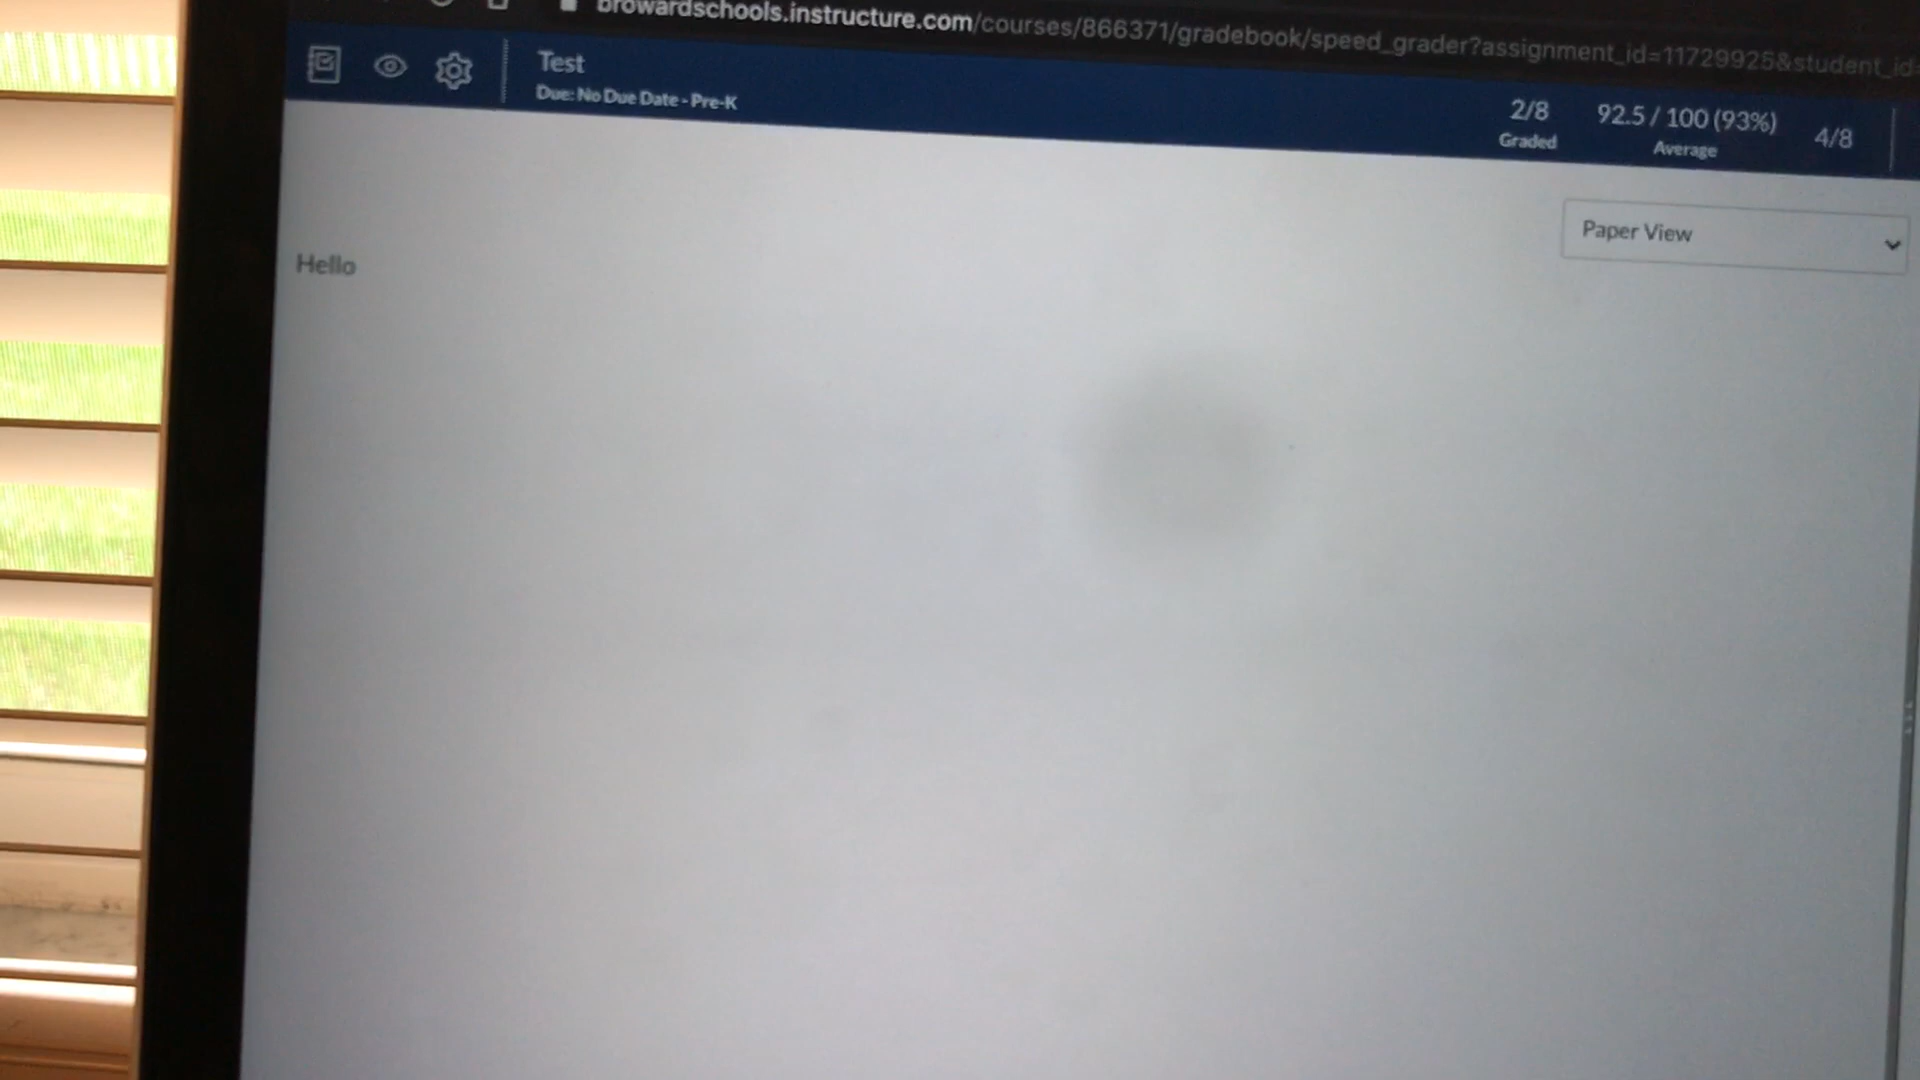 browardschools.instructure.com/courses/866371/gradebook/speed_grader?assignment_id=11729925&student_id=
Test
Due: No Due Date - Pre-K
2/8
Graded
92.5 / 100 (93%)
Average
4/8
Paper View
Hello